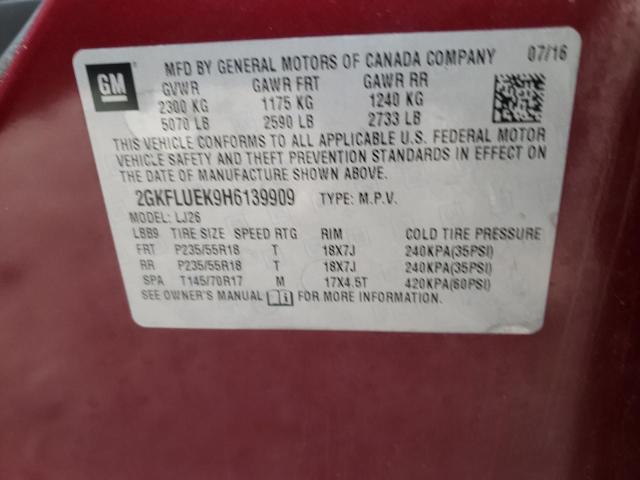 GM
MFD BY GENERAL MOTORS OF CANADA COMPANY 07/16
GVWR GAWR FRT GAWR RR
2300 KG 1175 KG 1240 KG
5070 LB 2590 LB 2733 LB
THIS VEHICLE CONFORMS TO ALL APPLICABLE U.S. FEDERAL MOTOR
VEHICLE SAFETY AND THEFT PREVENTION STANDARDS IN EFFECT ON
THE DATE OF MANUFACTURE SHOWN ABOVE.
2GKFLUEK9H6139909 TYPE: M.P.V.
MODEL: LJ26
LBB9 TIRE SIZE SPEED RTG RIM COLD TIRE PRESSURE
FRT P235/55R18 T 18X7J 240KPA(35PSI)
RR P235/55R18 T 18X7J 240KPA(35PSI)
SPA T145/70R17 M 17X4.5T 420KPA(60PSI)
SEE OWNER'S MANUAL FOR MORE INFORMATION.